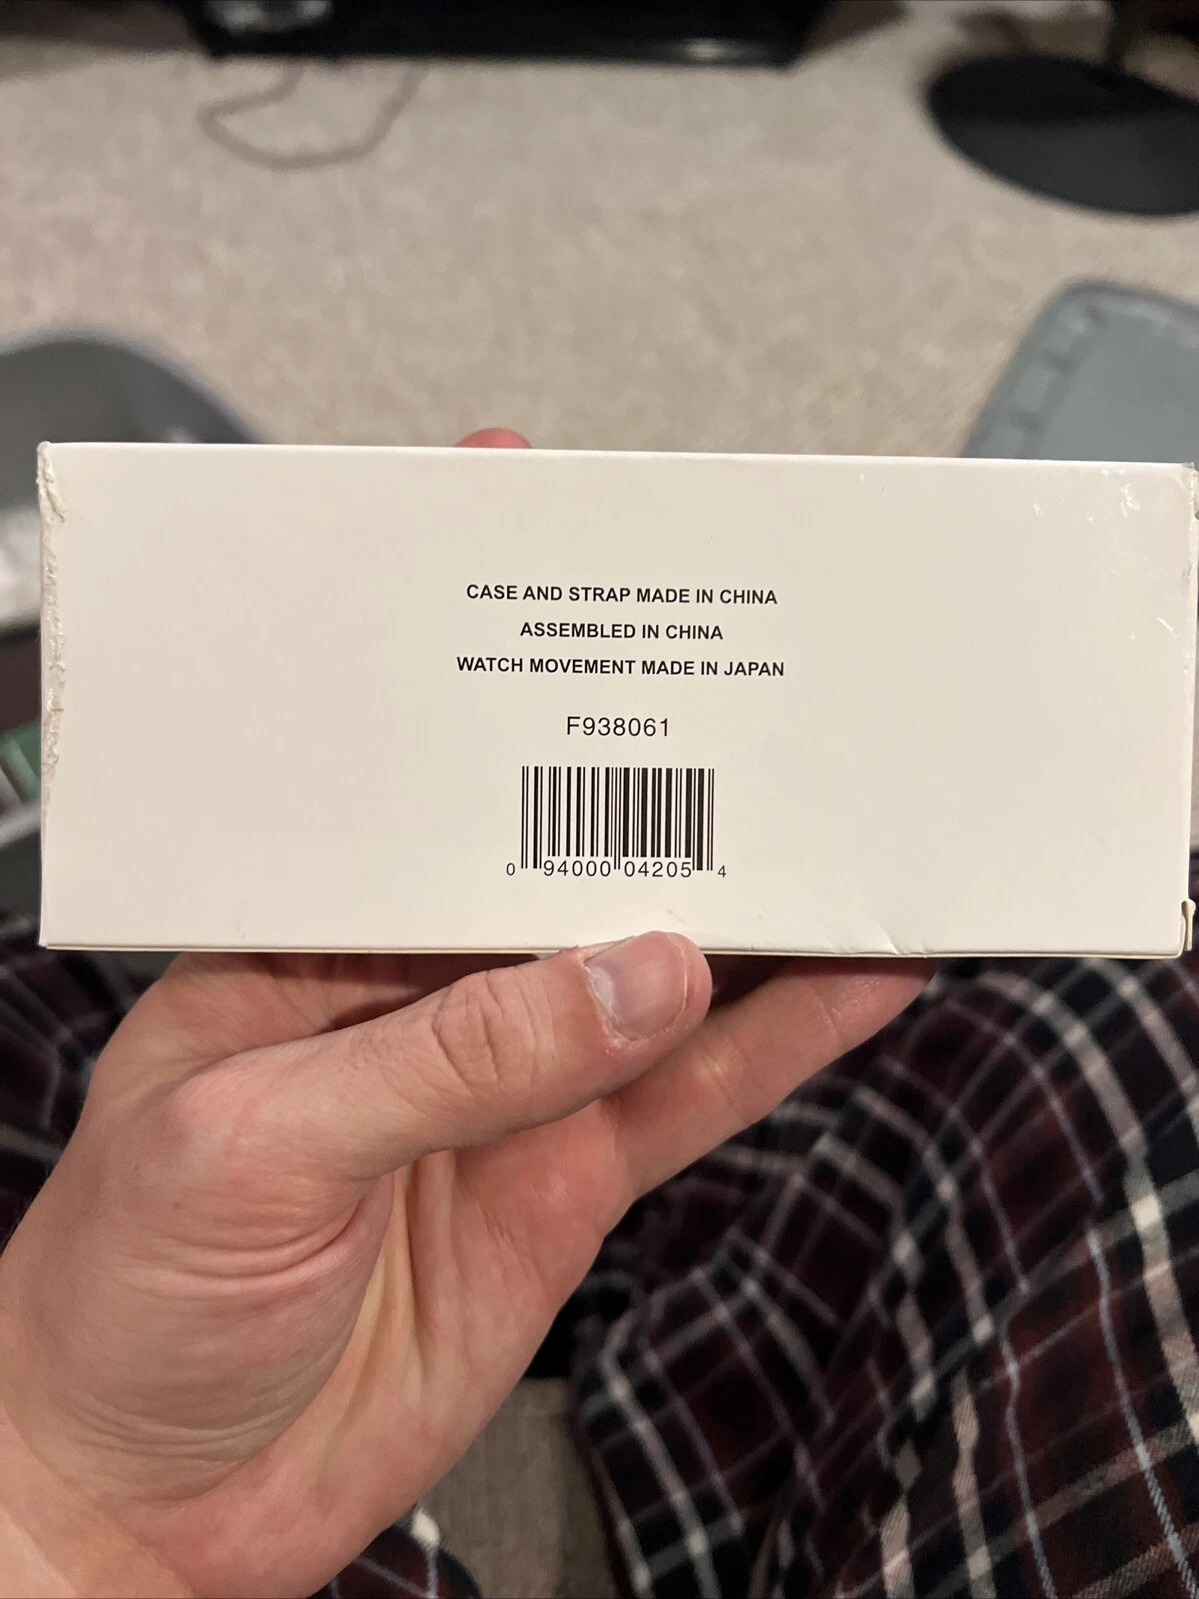 CASE AND STRAP MADE IN CHINA
ASSEMBLED IN CHINA
WATCH MOVEMENT MADE IN JAPAN
F938061
0 94000 04205 4